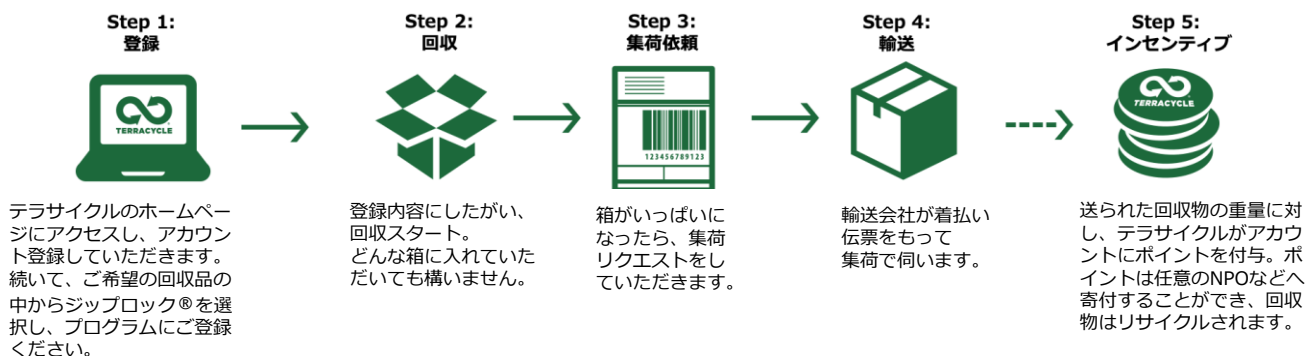 Step 1:
登録
TERRACYCLE
テラサイクルのホームペー
ジにアクセスし、アカウン
ト登録していただきます。
続いて、ご希望の回収品の
中からジップロック®を選
択し、プログラムにご登録
ください。
Step 2:
回収
登録内容にしたがい、
回収スタート。
どんな箱に入れていた
だいても構いません。
Step 3:
集荷依頼
123456789123
箱がいっぱいに
なったら、集荷
リクエストをし
ていただきます。
Step 4:
輸送
輸送会社が着払い
伝票をもって
集荷で伺います。
Step 5:
インセンティブ
TERRACYCLE
送られた回収物の重量に対
し、テラサイクルがアカウ
ントにポイントを付与。ポ
イントは任意のNPOなどへ
寄付することができ、回収
物はリサイクルされます。